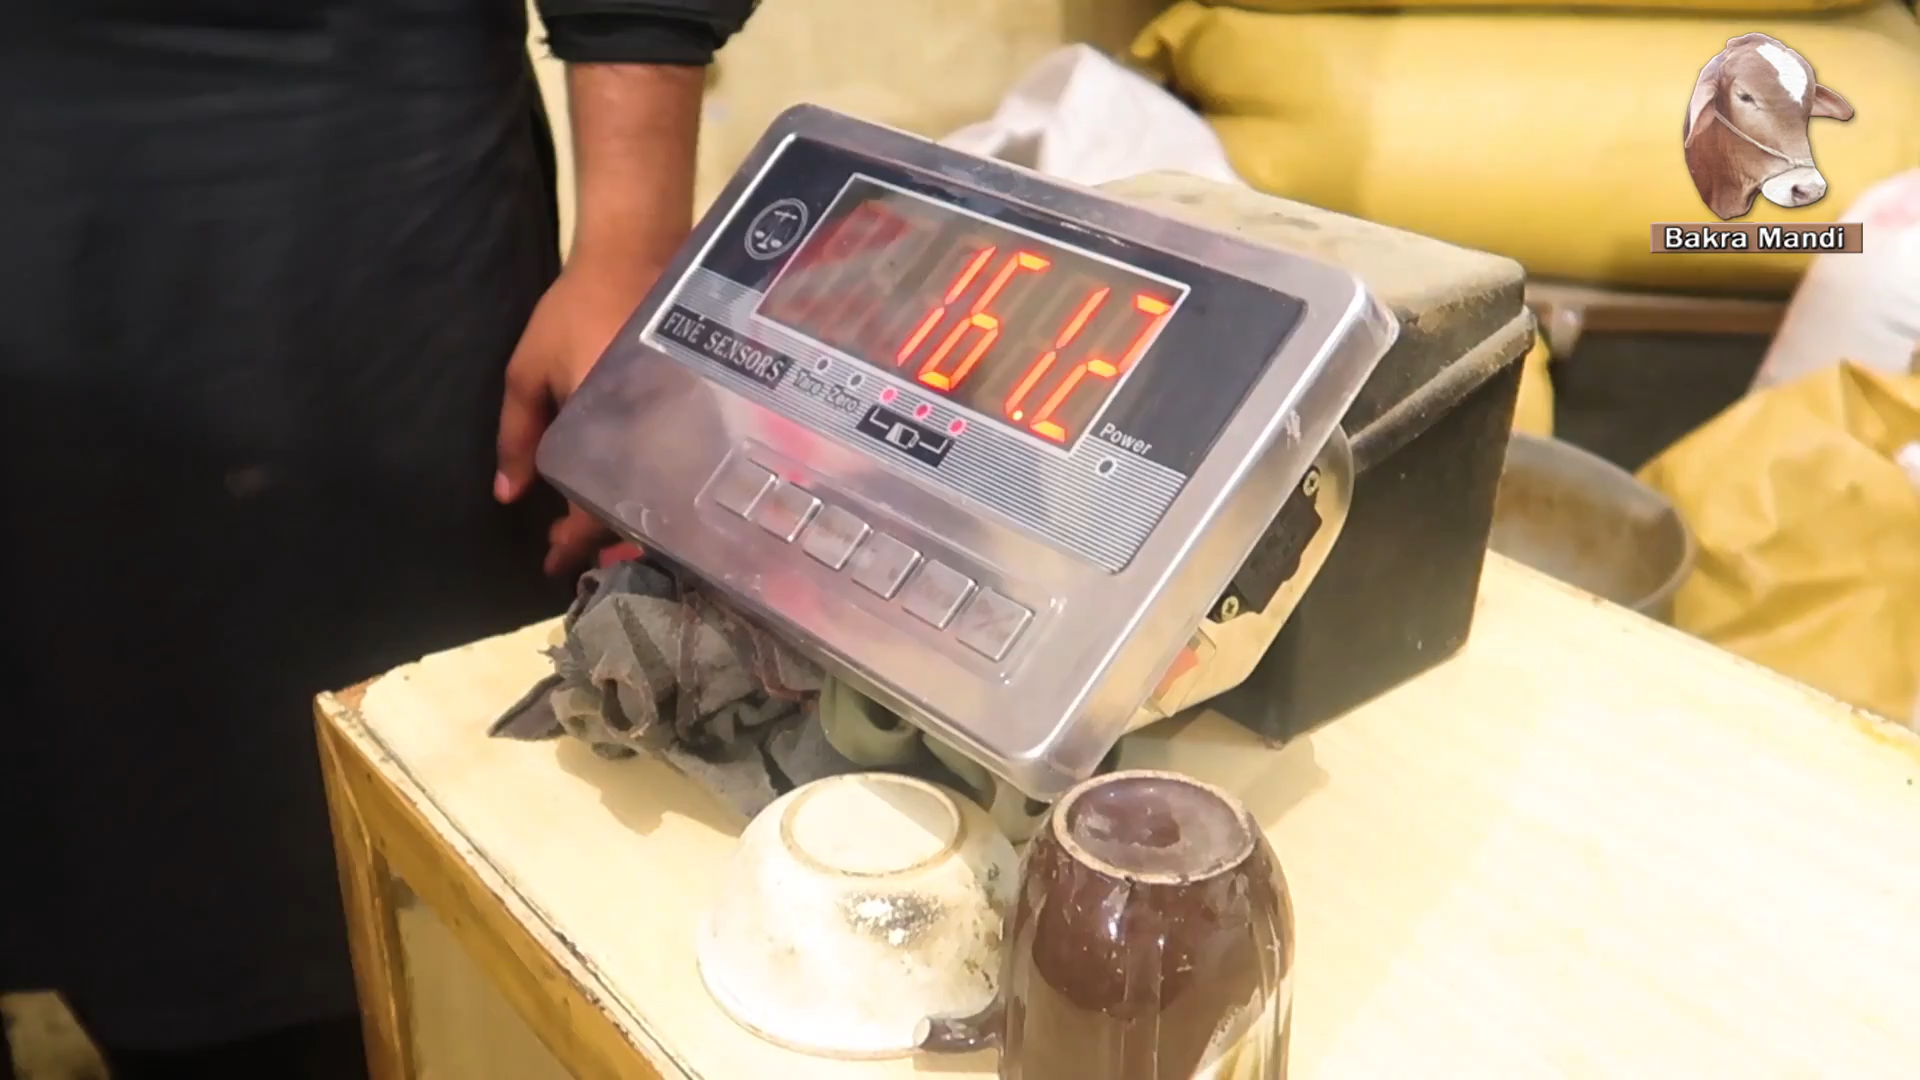 Bakra Mandi
161.2
FINE SENSORS
Tare Zero
Power